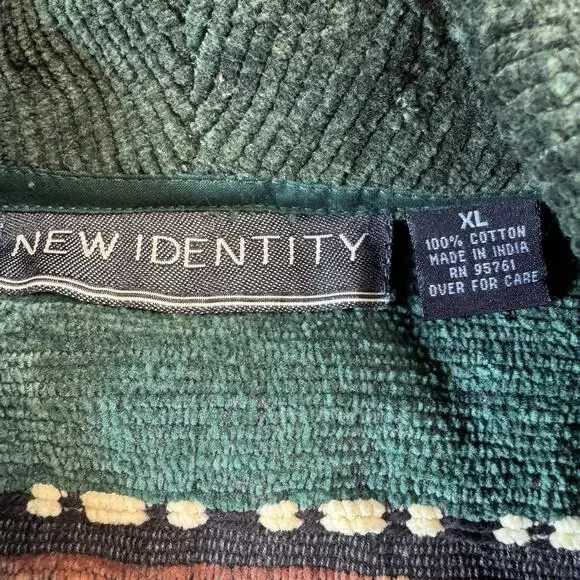 NEW IDENTITY
XL
100% COTTON
MADE IN INDIA
RN 95761
OVER FOR CARE